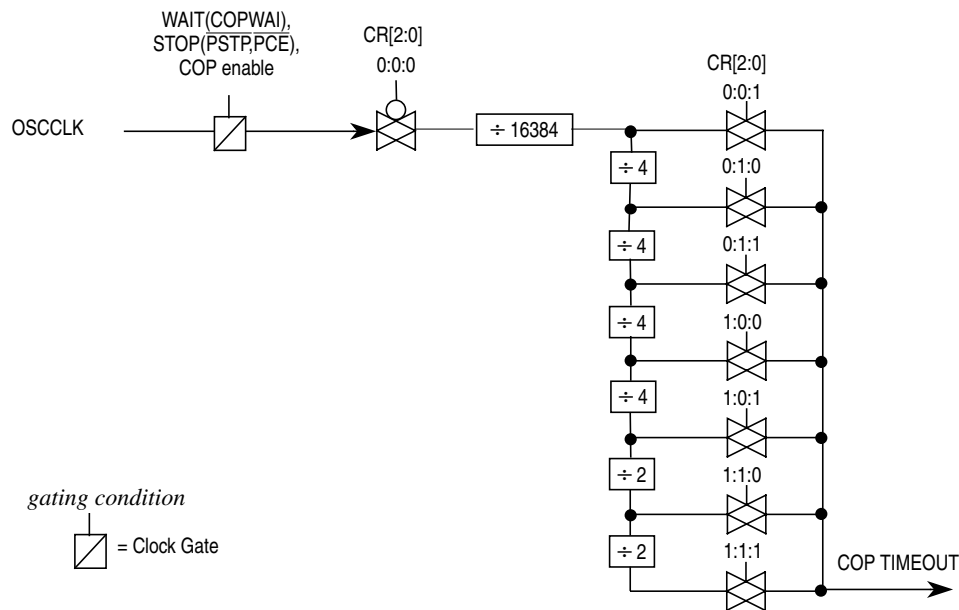 WAIT(COPWAI),
STOP(PSTP,PCE),
COP enable
CR[2:0]
0:0:0
OSCCLK
÷ 16384
CR[2:0]
0:0:1
÷ 4
0:1:0
÷ 4
0:1:1
÷ 4
1:0:0
÷ 4
1:0:1
÷ 2
1:1:0
÷ 2
1:1:1
COP TIMEOUT
gating condition
= Clock Gate